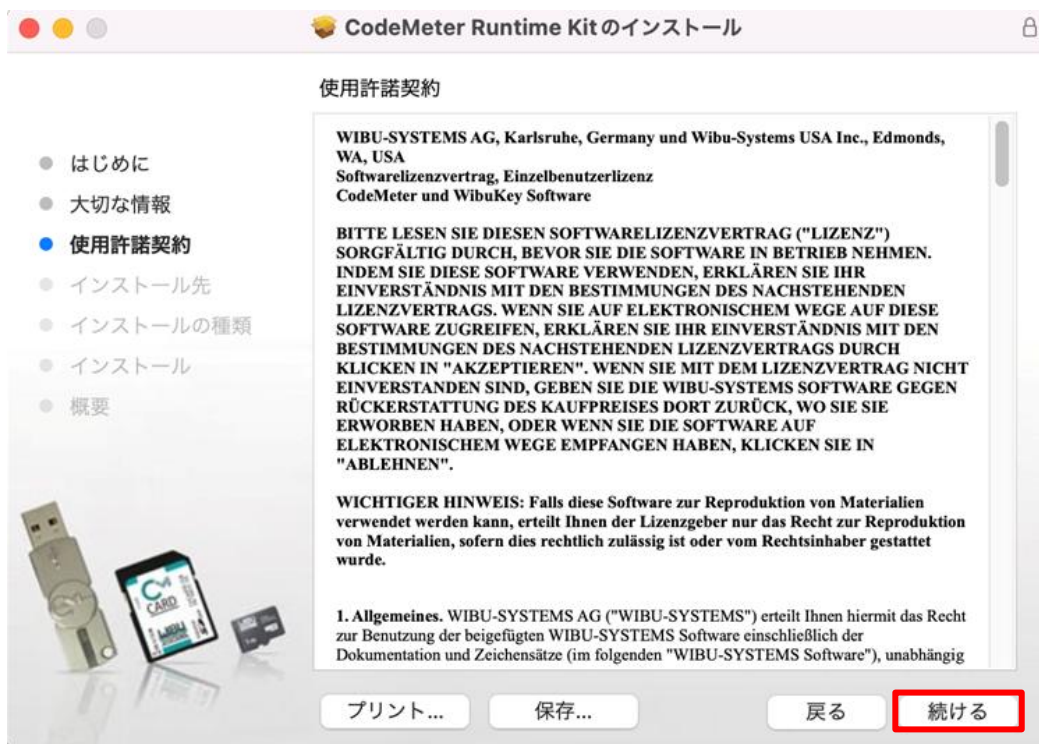 CodeMeter Runtime Kitのインストール
使用許諾契約
はじめに
大切な情報
使用許諾契約
インストール先
インストールの種類
インストール
概要
WIBU-SYSTEMS AG, Karlsruhe, Germany und Wibu-Systems USA Inc., Edmonds,
WA, USA
Softwarelizenzvertrag, Einzelbenutzerlizenz
CodeMeter und WibuKey Software
BITTE LESEN SIE DIESEN SOFTWARELIZENZVERTRAG ("LIZENZ")
SORGFÄLTIG DURCH, BEVOR SIE DIE SOFTWARE IN BETRIEB NEHMEN.
INDEM SIE DIESE SOFTWARE VERWENDEN, ERKLÄREN SIE IHR
EINVERSTÄNDNIS MIT DEN BESTIMMUNGEN DES NACHSTEHENDEN
LIZENZVERTRAGS. WENN SIE AUF ELEKTRONISCHEM WEGE AUF DIESE
SOFTWARE ZUGREIFEN, ERKLÄREN SIE IHR EINVERSTÄNDNIS MIT DEN
BESTIMMUNGEN DES NACHSTEHENDEN LIZENZVERTRAGS DURCH
KLICKEN IN "AKZEPTIEREN". WENN SIE MIT DEM LIZENZVERTRAG NICHT
EINVERSTANDEN SIND, GEBEN SIE DIE WIBU-SYSTEMS SOFTWARE GEGEN
RÜCKERSTATTUNG DES KAUFPREISES DORT ZURÜCK, WO SIE SIE
ERWORBEN HABEN, ODER WENN SIE DIE SOFTWARE AUF
ELEKTRONISCHEM WEGE EMPFANGEN HABEN, KLICKEN SIE IN
"ABLEHNEN".
WICHTIGER HINWEIS: Falls diese Software zur Reproduktion von Materialien
verwendet werden kann, erteilt Ihnen der Lizenzgeber nur das Recht zur Reproduktion
von Materialien, sofern dies rechtlich zulässig ist oder vom Rechtsinhaber gestattet
wurde.
1. Allgemeines. WIBU-SYSTEMS AG ("WIBU-SYSTEMS") erteilt Ihnen hiermit das Recht
zur Benutzung der beigefügten WIBU-SYSTEMS Software einschließlich der
Dokumentation und Zeichensätze (im folgenden "WIBU-SYSTEMS Software"), unabhängig
CARD
プリント... 保存... 戻る 続ける